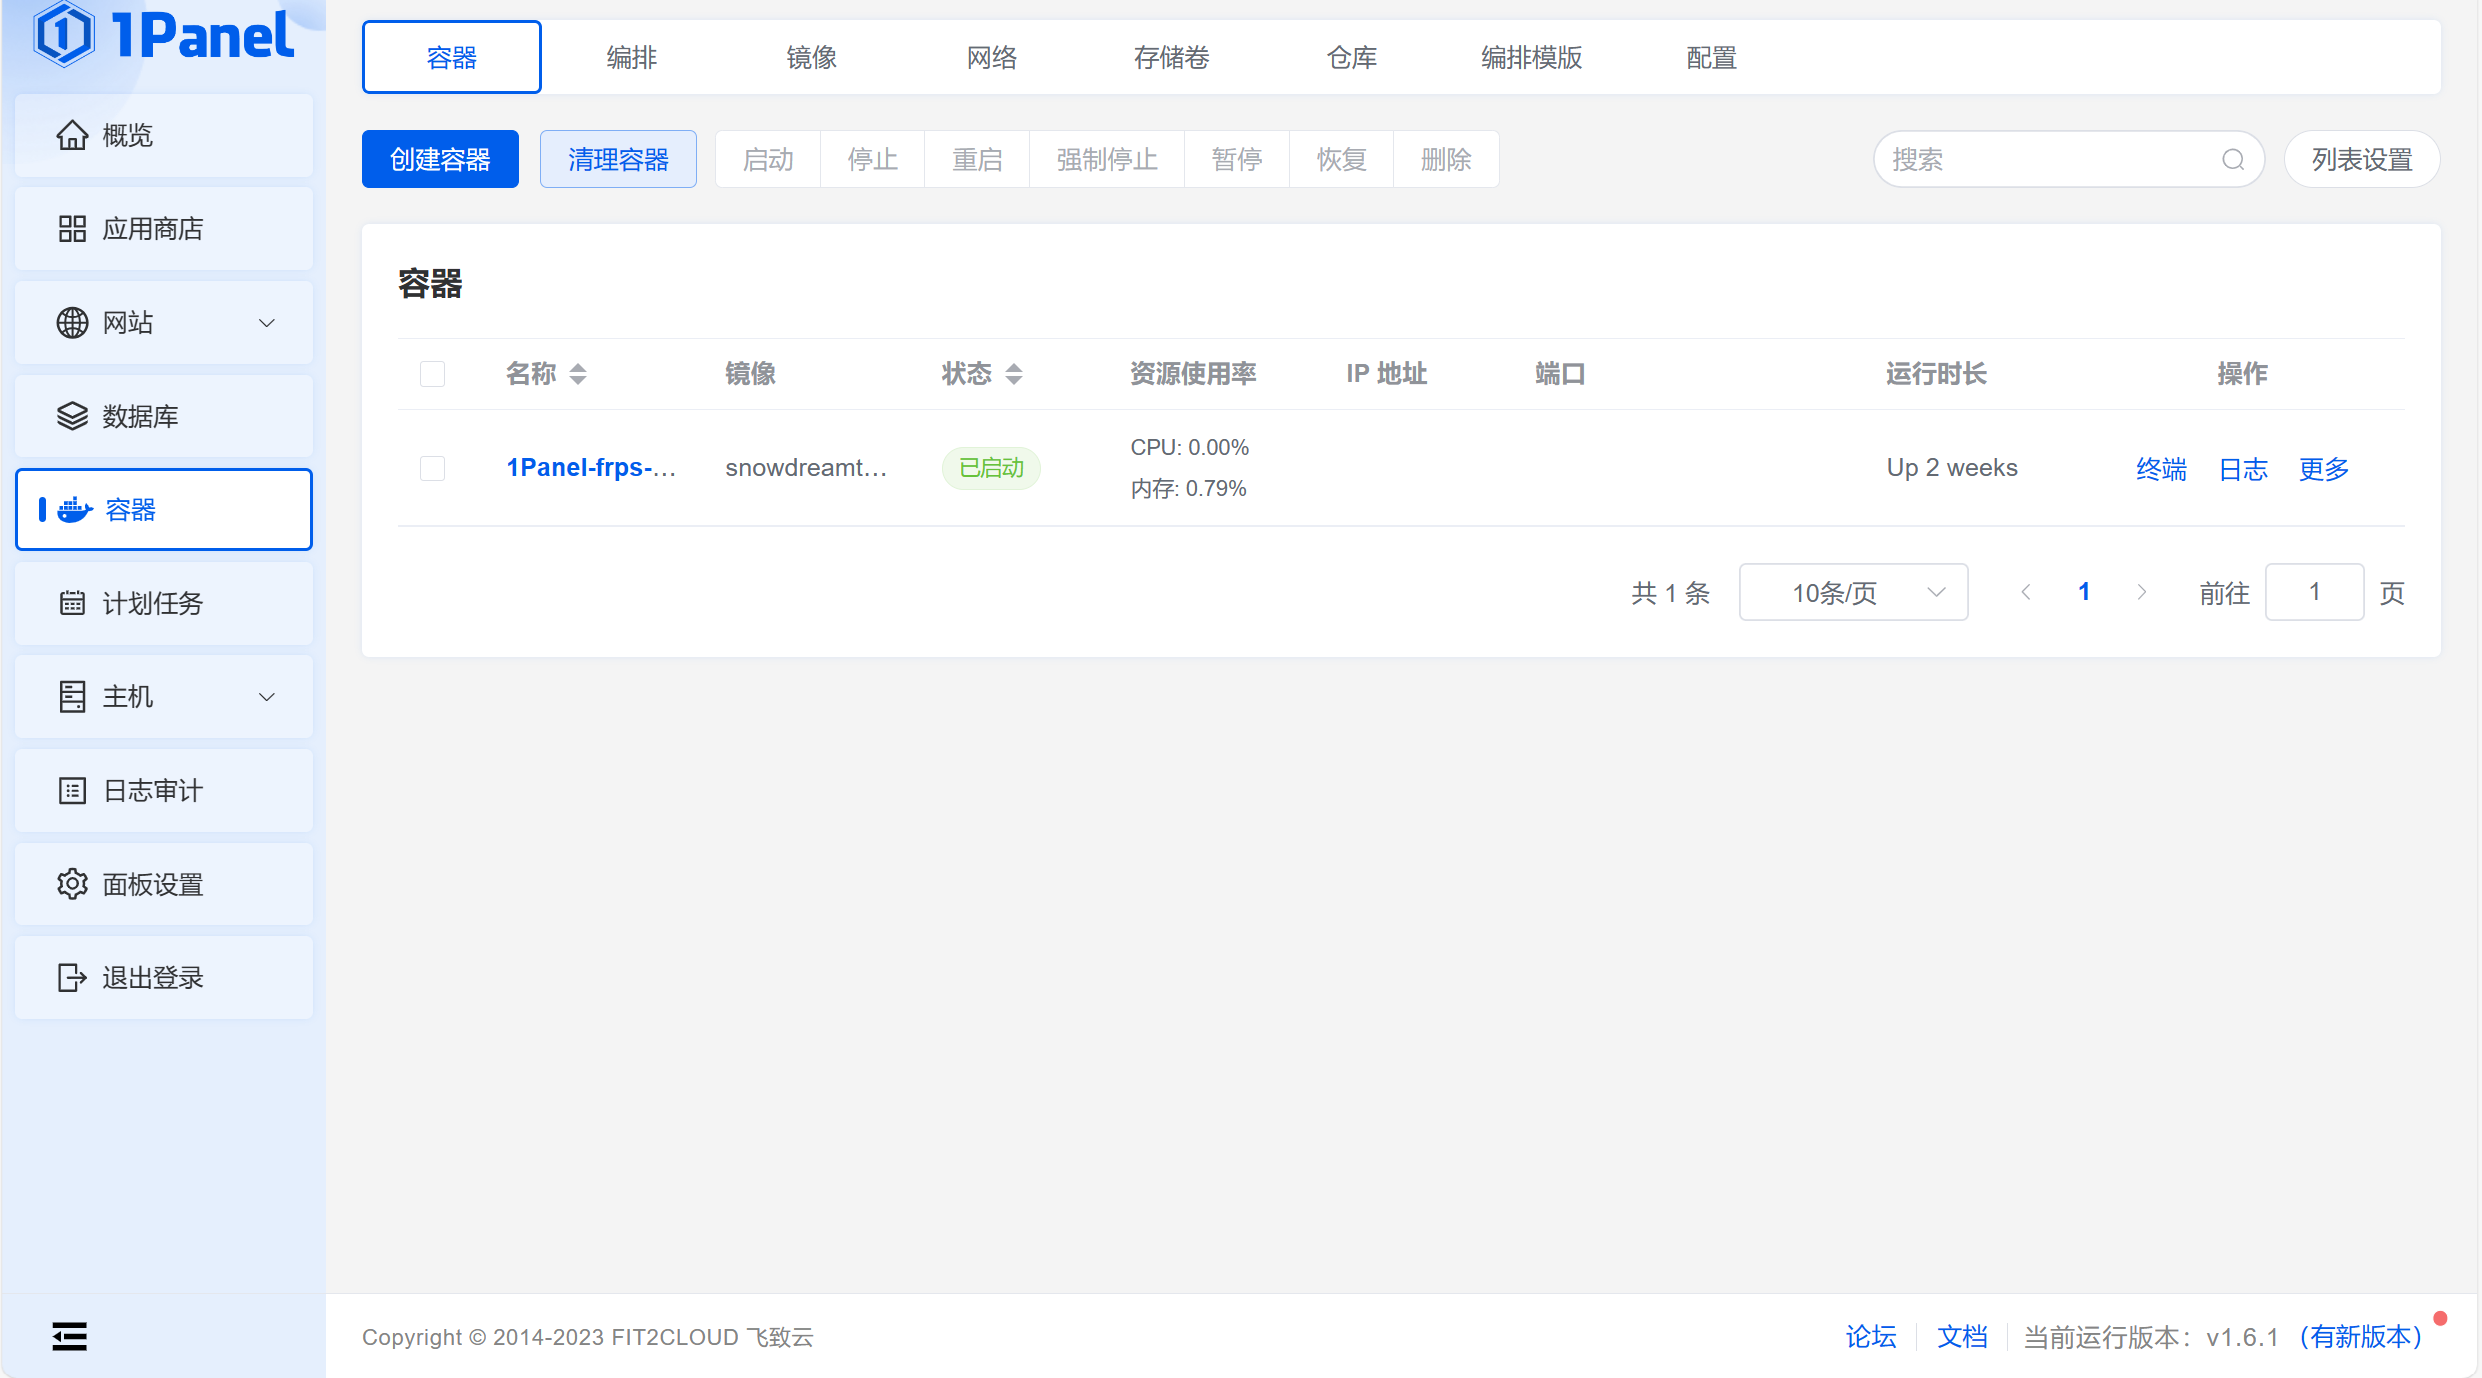 1Panel
概览
应用商店
网站
数据库
容器
计划任务
主机
日志审计
面板设置
退出登录
容器 编排 镜像 网络 存储卷 仓库 编排模版 配置
创建容器 清理容器 启动 停止 重启 强制停止 暂停 恢复 删除 搜索 列表设置
容器
名称 镜像 状态 资源使用率 IP 地址 端口 运行时长 操作
1Panel-frps-... snowdreamt... 已启动 CPU: 0.00% Up 2 weeks 终端 日志 更多
内存: 0.79%
共 1 条 10条/页 1 前往 1 页
Copyright © 2014-2023 FIT2CLOUD 飞致云
论坛 文档 当前运行版本：v1.6.1（有新版本）